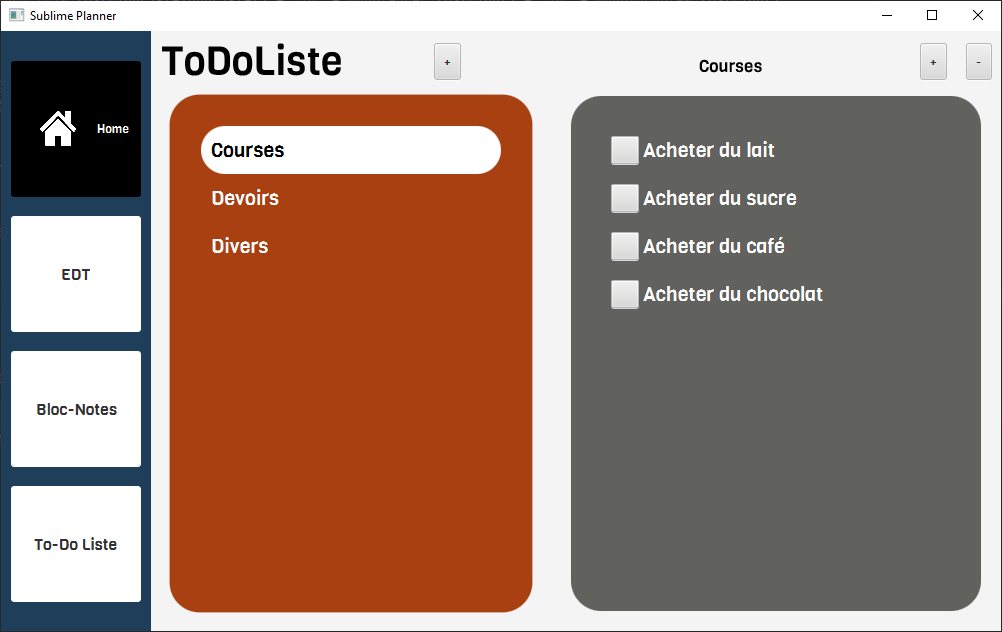 Sublime Planner
Home
EDT
Bloc-Notes
To-Do Liste
ToDoListe
+
Courses
Devoirs
Divers
Courses
+
-
Acheter du lait
Acheter du sucre
Acheter du café
Acheter du chocolat